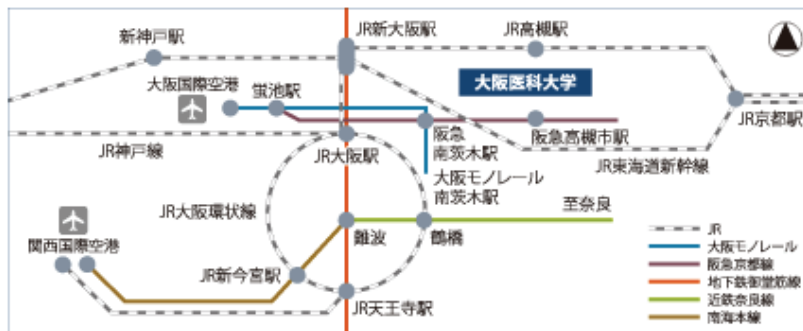 JR新大阪駅
JR高槻駅
新神戸駅
大阪国際空港
蛍池駅
大阪医科大学
JR京都駅
阪急
南茨木駅
阪急高槻市駅
JR神戸線
JR大阪駅
JR東海道新幹線
大阪モノレール
南茨木駅
JR大阪環状線
至奈良
関西国際空港
難波
鶴橋
JR新今宮駅
JR天王寺駅
JR
大阪モノレール
阪急京都線
地下鉄御堂筋線
近鉄奈良線
南海本線